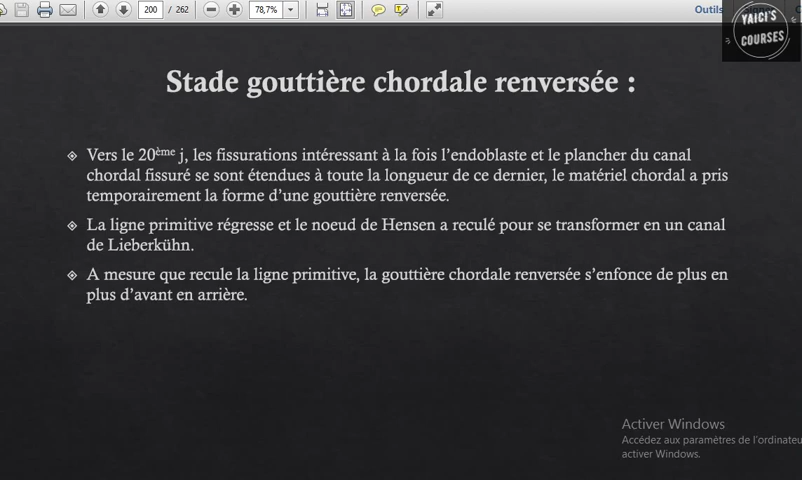 200 / 262
78,7%
Outils
YAICI'S
COURSES
Stade gouttière chordale renversée :
Vers le 20ème j, les fissurations intéressant à la fois l'endoblaste et le plancher du canal
chordal fissuré se sont étendues à toute la longueur de ce dernier, le matériel chordal a pris
temporairement la forme d'une gouttière renversée.
La ligne primitive régresse et le noeud de Hensen a reculé pour se transformer en un canal
de Lieberkühn.
A mesure que recule la ligne primitive, la gouttière chordale renversée s'enfonce de plus en
plus d'avant en arrière.
Activer Windows
Accédez aux paramètres de l'ordinateu
activer Windows.